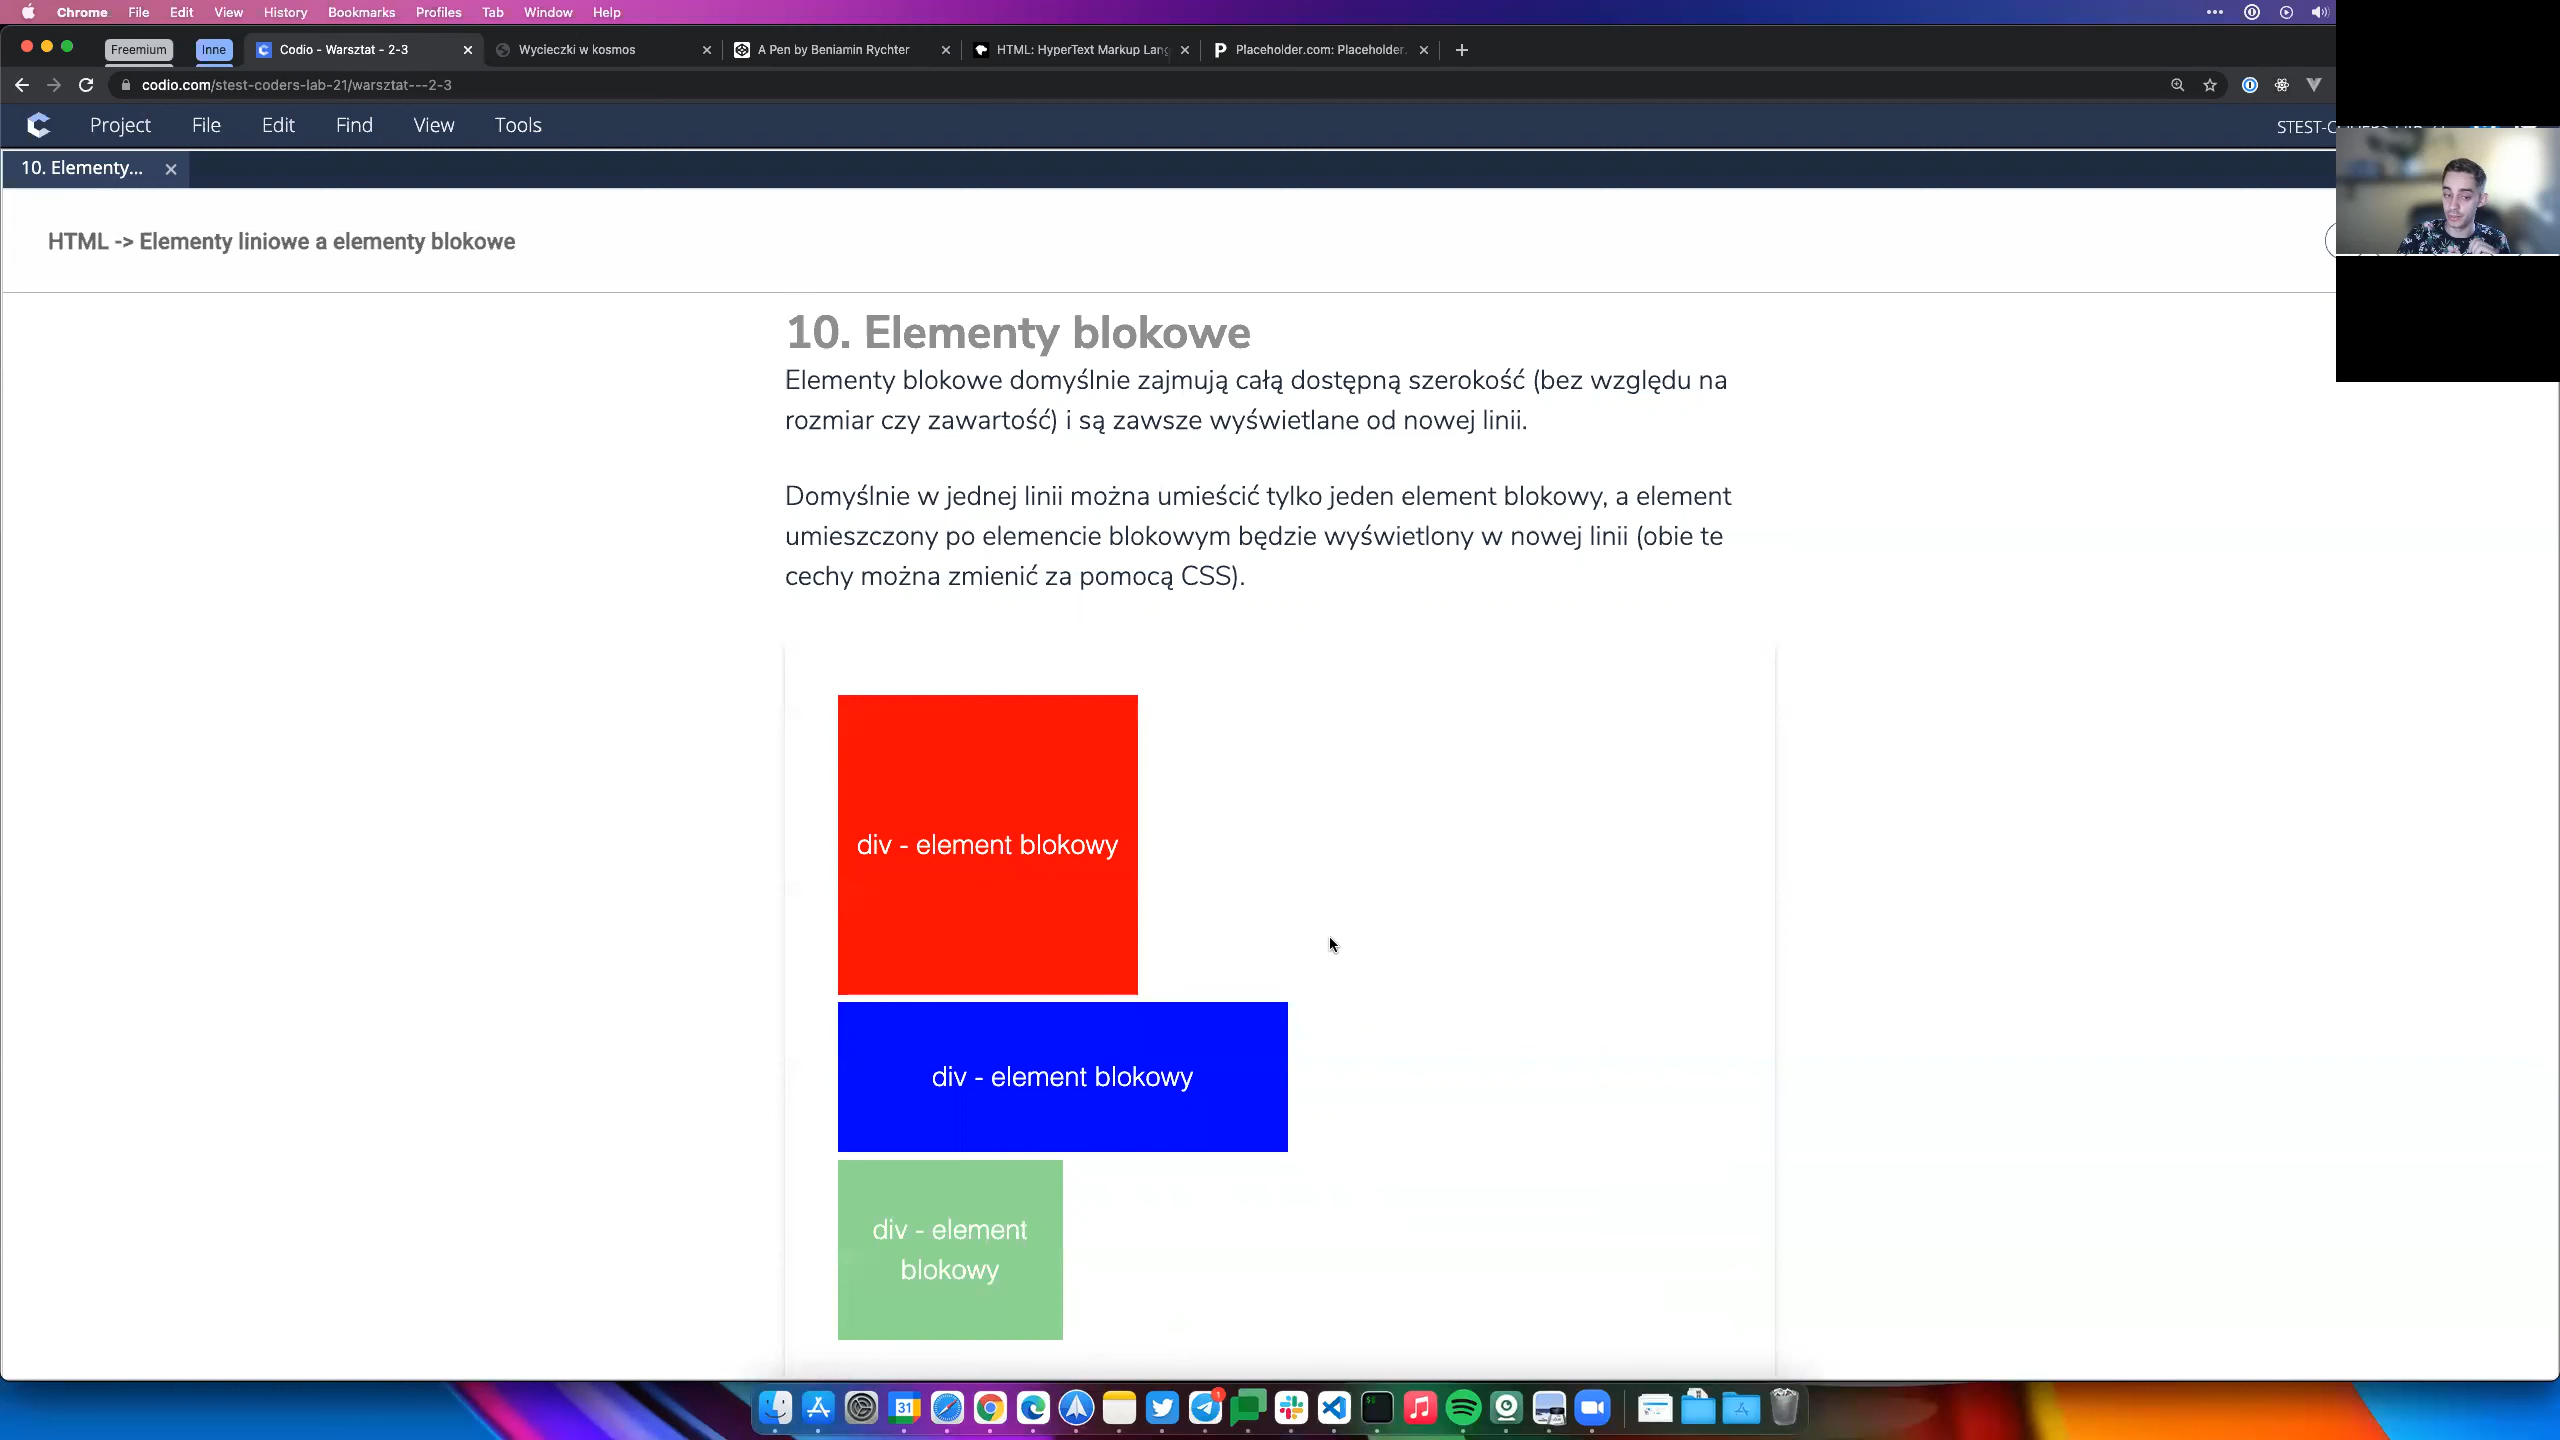 Chrome File Edit View History Bookmarks Profiles Tab Window Help
Freemium Inne Codio - Warsztat - 2-3 Wycieczki w kosmos A Pen by Beniamin Rychter HTML: HyperText Markup Lang Placeholder.com: Placeholder.
codio.com/stest-coders-lab-21/warsztat---2-3
Project File Edit Find View Tools
10. Elementy...
HTML -> Elementy liniowe a elementy blokowe
10. Elementy blokowe
Elementy blokowe domyślnie zajmują całą dostępną szerokość (bez względu na
rozmiar czy zawartość) i są zawsze wyświetlane od nowej linii.
Domyślnie w jednej linii można umieścić tylko jeden element blokowy, a element
umieszczony po elemencie blokowym będzie wyświetlony w nowej linii (obie te
cechy można zmienić za pomocą CSS).
div - element blokowy
div - element blokowy
div - element
blokowy
31
1